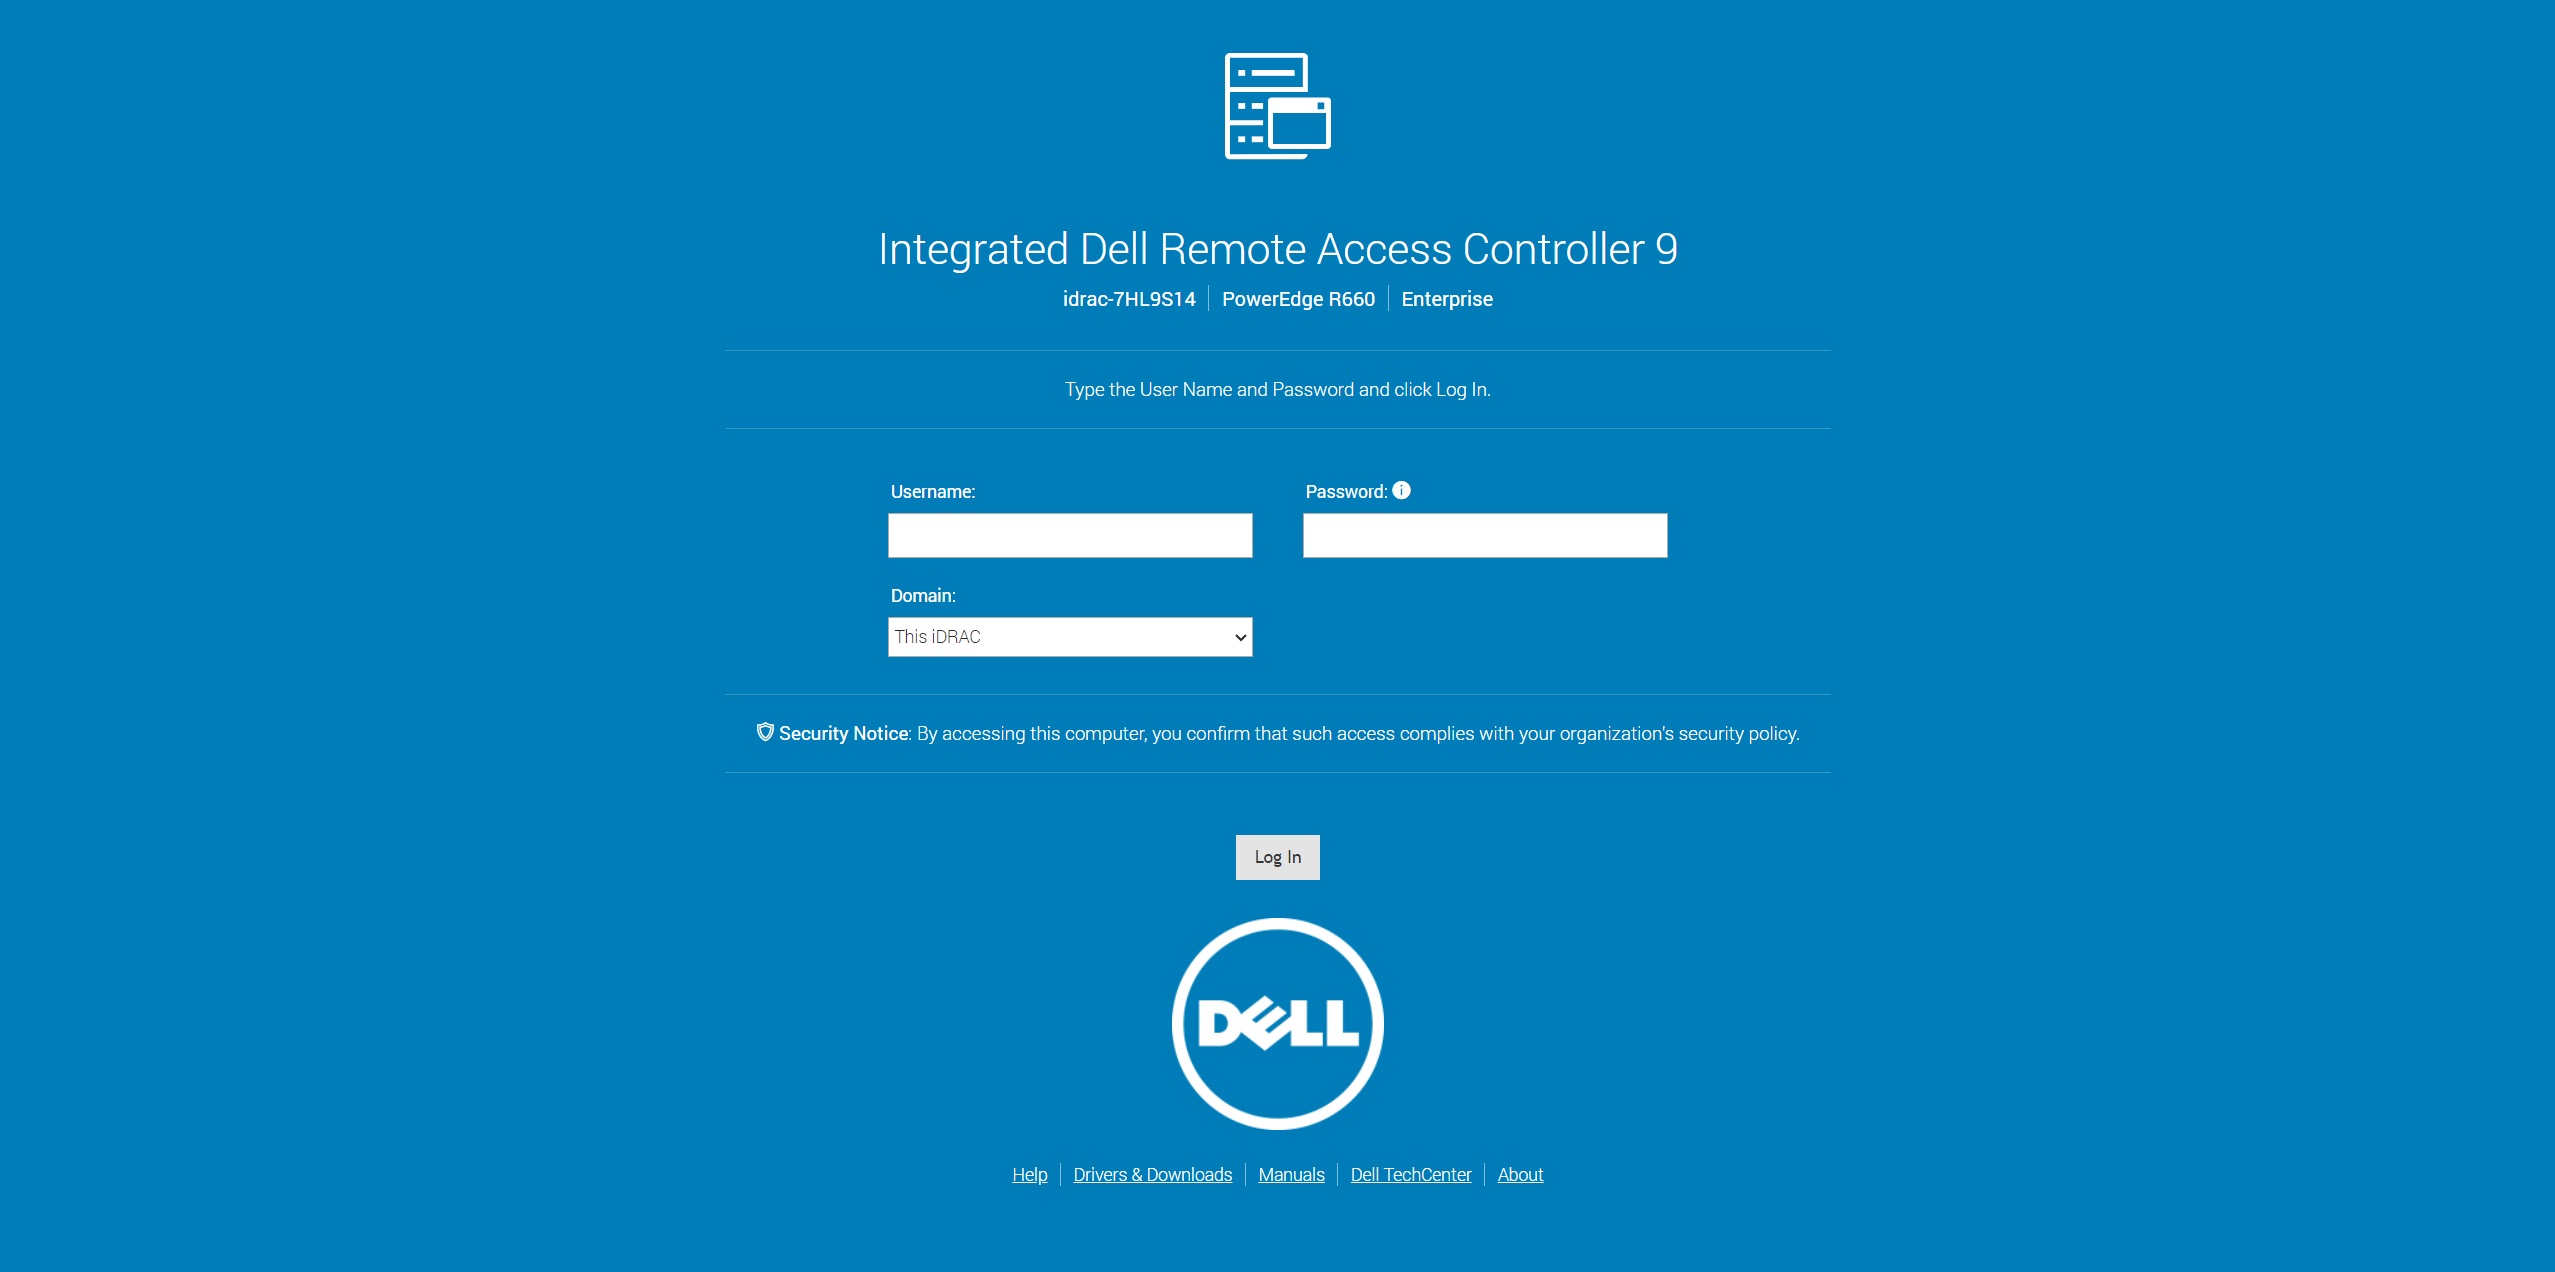 Integrated Dell Remote Access Controller 9
idrac-7HL9S14 PowerEdge R660 Enterprise
Type the User Name and Password and click Log In.
Username: Password:
Domain:
This iDRAC
Security Notice: By accessing this computer, you confirm that such access complies with your organization's security policy.
Log In
DELL
Help Drivers & Downloads Manuals Dell TechCenter About